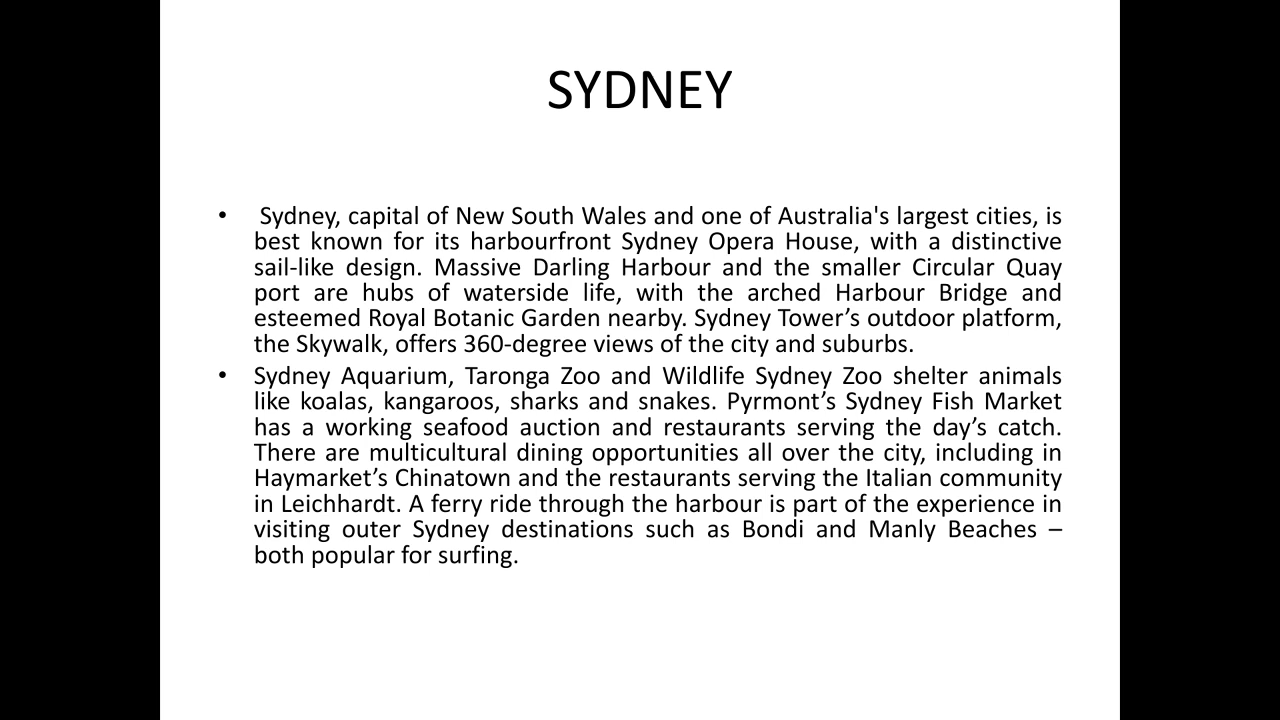 SYDNEY
• Sydney, capital of New South Wales and one of Australia's largest cities, is
best known for its harbourfront Sydney Opera House, with a distinctive
sail-like design. Massive Darling Harbour and the smaller Circular Quay
port are hubs of waterside life, with the arched Harbour Bridge and
esteemed Royal Botanic Garden nearby. Sydney Tower’s outdoor platform,
the Skywalk, offers 360-degree views of the city and suburbs.
• Sydney Aquarium, Taronga Zoo and Wildlife Sydney Zoo shelter animals
like koalas, kangaroos, sharks and snakes. Pyrmont’s Sydney Fish Market
has a working seafood auction and restaurants serving the day’s catch.
There are multicultural dining opportunities all over the city, including in
Haymarket’s Chinatown and the restaurants serving the Italian community
in Leichhardt. A ferry ride through the harbour is part of the experience in
visiting outer Sydney destinations such as Bondi and Manly Beaches –
both popular for surfing.